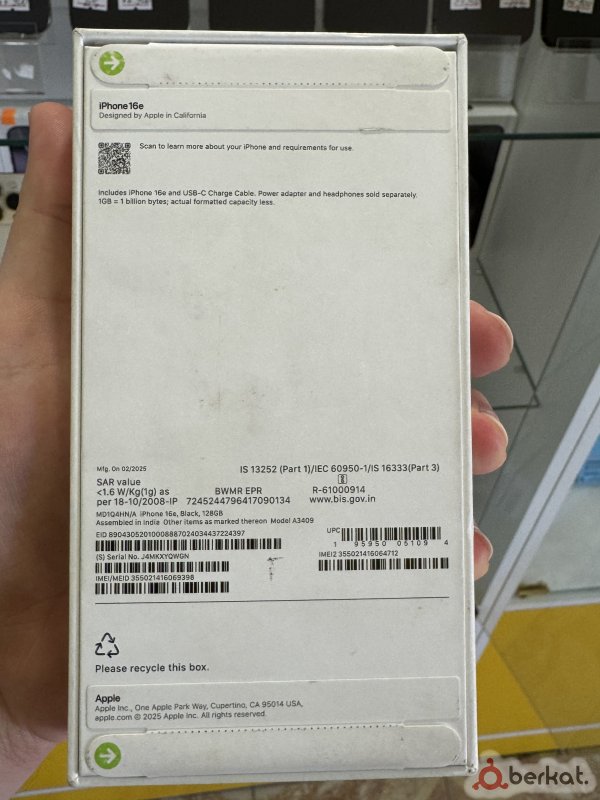 iPhone 16e
Designed by Apple in California
Scan to learn more about your iPhone and requirements for use.
Includes iPhone 16e and USB-C Charge Cable. Power adapter and headphones sold separately.
1GB = 1 billion bytes; actual formatted capacity less.
Mfg. On 02/2025
IS 13252 (Part 1)/IEC 60950-1/IS 16333(Part 3)
SAR value
<1.6 W/Kg(1g) as
per 18-10/2008-IP
BWMR EPR
7245244796417090134
R-61000914
www.bis.gov.in
MD1Q4HN/A iPhone 16e, Black, 128GB
Assembled in India Other items as marked thereon Model A3409
EID 89043052010008887024034437224397
UPC
1 95950 05109 4
(S) Serial No. J4MKXYQWGN
IMEI2 355021416064712
IMEI/MEID 355021416069398
Please recycle this box.
Apple
Apple Inc., One Apple Park Way, Cupertino, CA 95014 USA,
apple.com © 2025 Apple Inc. All rights reserved.
berkat.